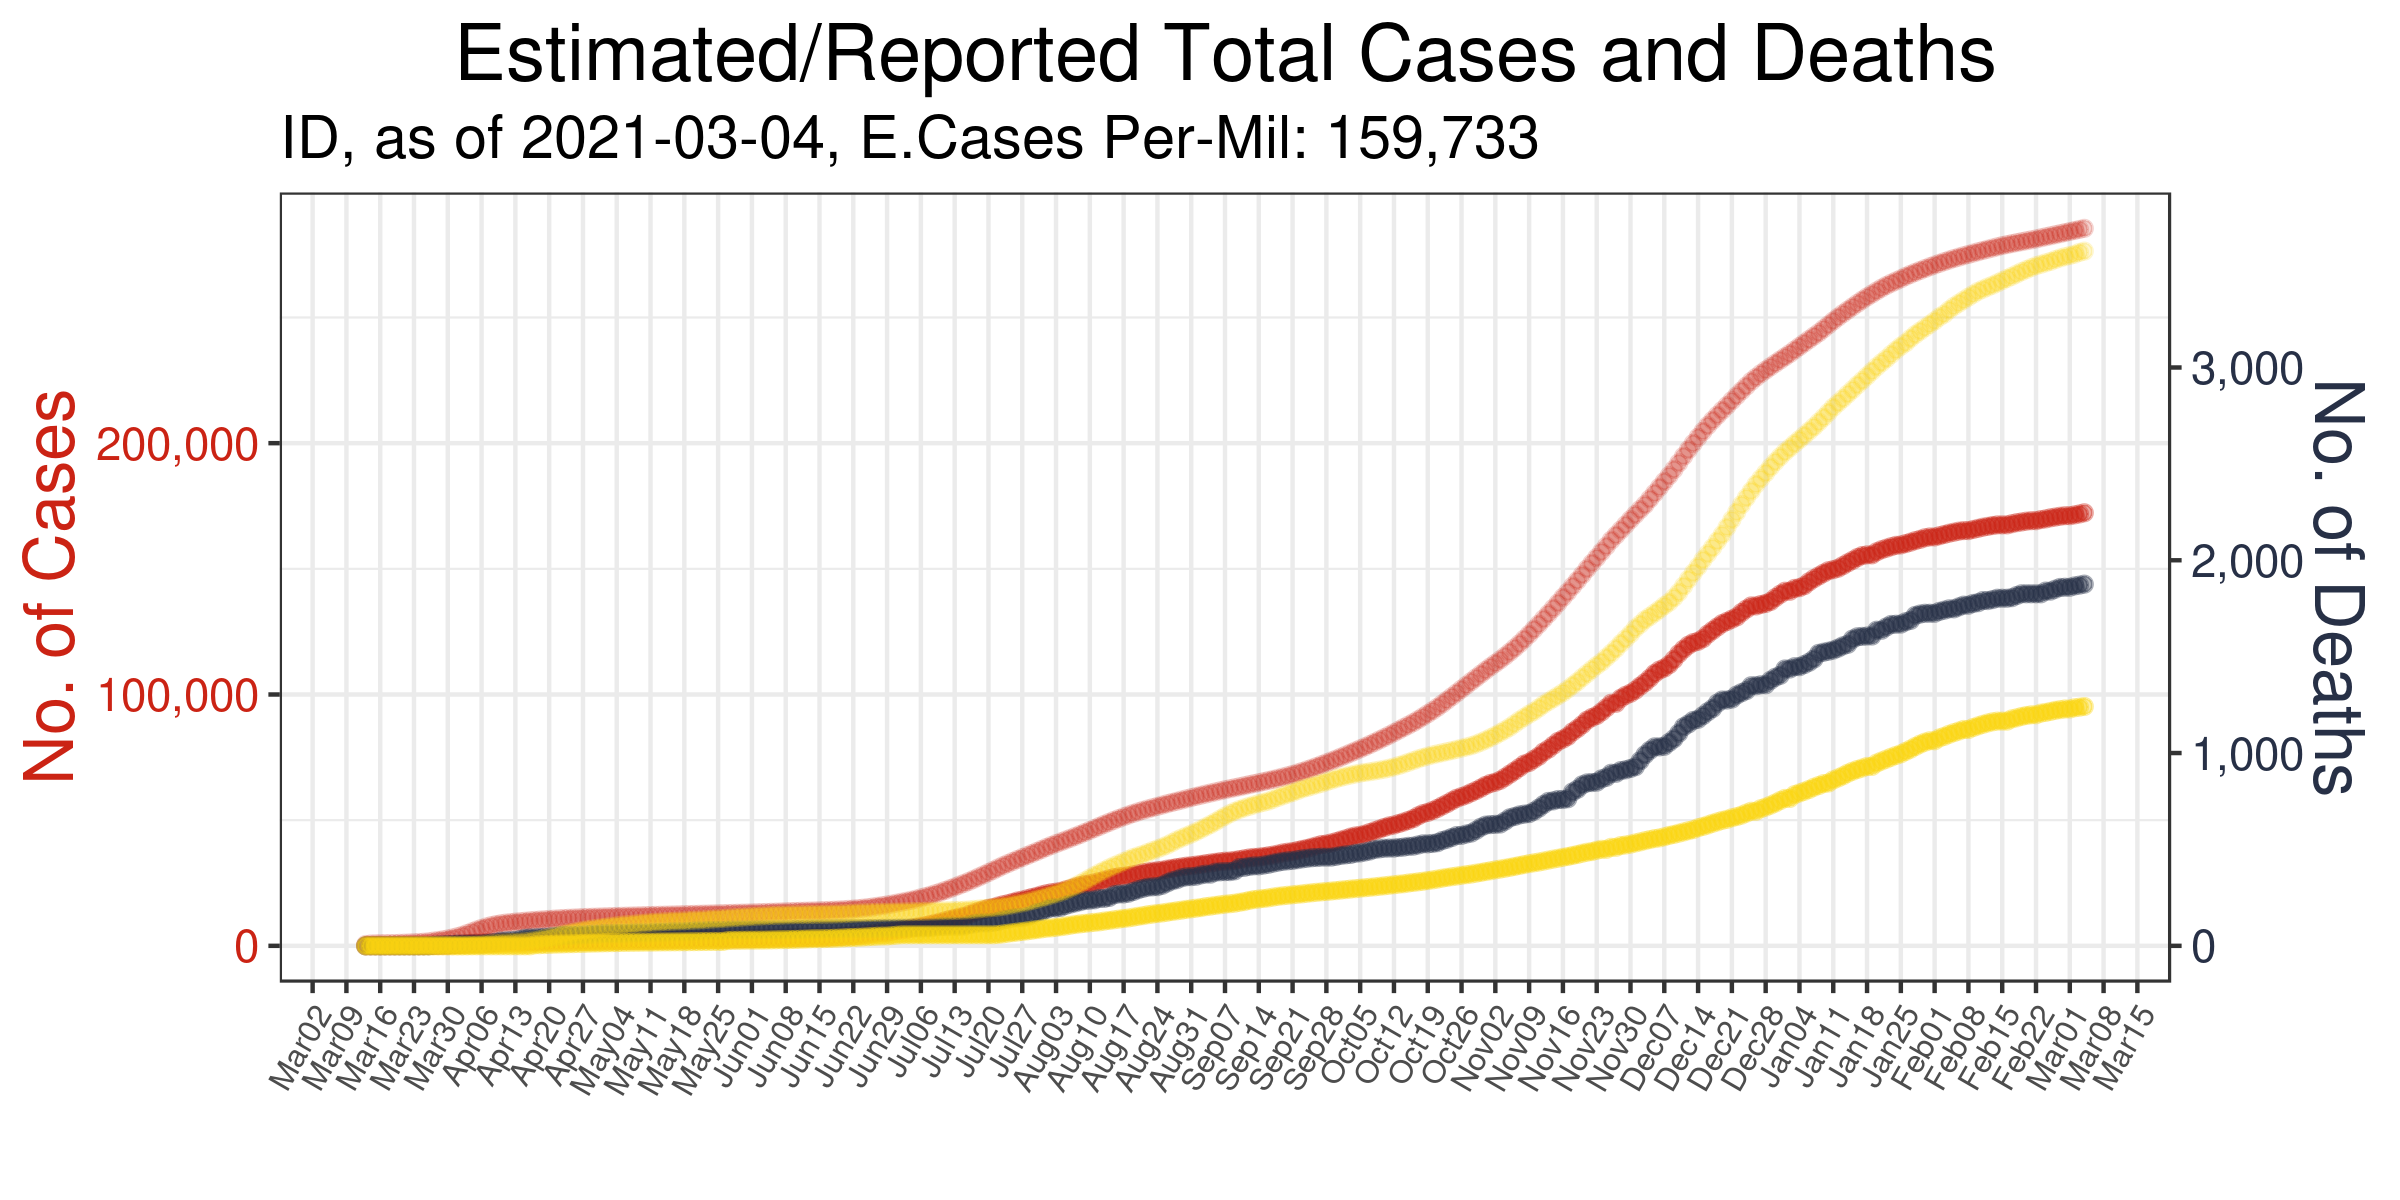 Estimated/Reported Total Cases and Deaths
ID, as of 2021-03-04, E.Cases Per-Mil: 159,733
No. of Cases
200,000
100,000
0
3,000
2,000
1,000
0
No. of Deaths
Mar02
Mar09
Mar16
Mar23
Mar30
Apr06
Apr13
Apr20
Apr27
May04
May11
May18
May25
Jun01
Jun08
Jun15
Jun22
Jun29
Jul06
Jul13
Jul20
Jul27
Aug03
Aug10
Aug17
Aug24
Aug31
Sep07
Sep14
Sep21
Sep28
Oct05
Oct12
Oct19
Oct26
Nov02
Nov09
Nov16
Nov23
Nov30
Dec07
Dec14
Dec21
Dec28
Jan04
Jan11
Jan18
Jan25
Feb01
Feb08
Feb15
Feb22
Mar01
Mar08
Mar15